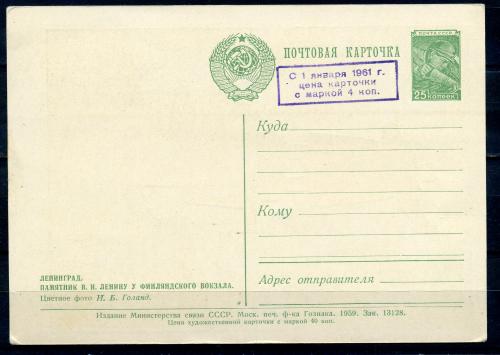 ПОЧТОВАЯ КАРТОЧКА
ПОЧТА СССР
25 КОПЕЕК
С 1 января 1961 г.
цена карточки
с маркой 4 коп.
Куда
Кому
Адрес отправителя
ЛЕНИНГРАД.
ПАМЯТНИК В. И. ЛЕНИНУ У ФИНЛЯНДСКОГО ВОКЗАЛА.
Цветное фото И. Б. Голанд.
Издание Министерства связи СССР. Моск. печ. ф-ка Гознака. 1959. Зак. 13128.
Цена художественной карточки с маркой 40 коп.